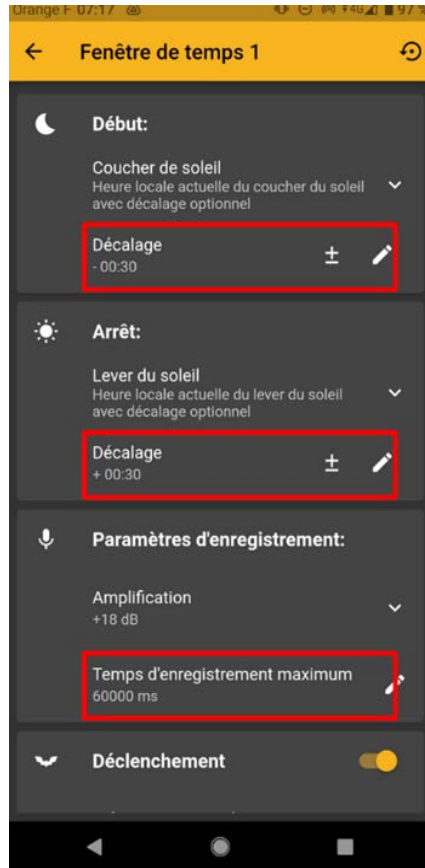 Orange F 07:17 4G 97 %
Fenêtre de temps 1
Début:
Coucher de soleil
Heure locale actuelle du coucher du soleil
avec décalage optionnel
Décalage
- 00:30
Arrêt:
Lever du soleil
Heure locale actuelle du lever du soleil
avec décalage optionnel
Décalage
+ 00:30
Paramètres d'enregistrement:
Amplification
+18 dB
Temps d'enregistrement maximum
60000 ms
Déclenchement